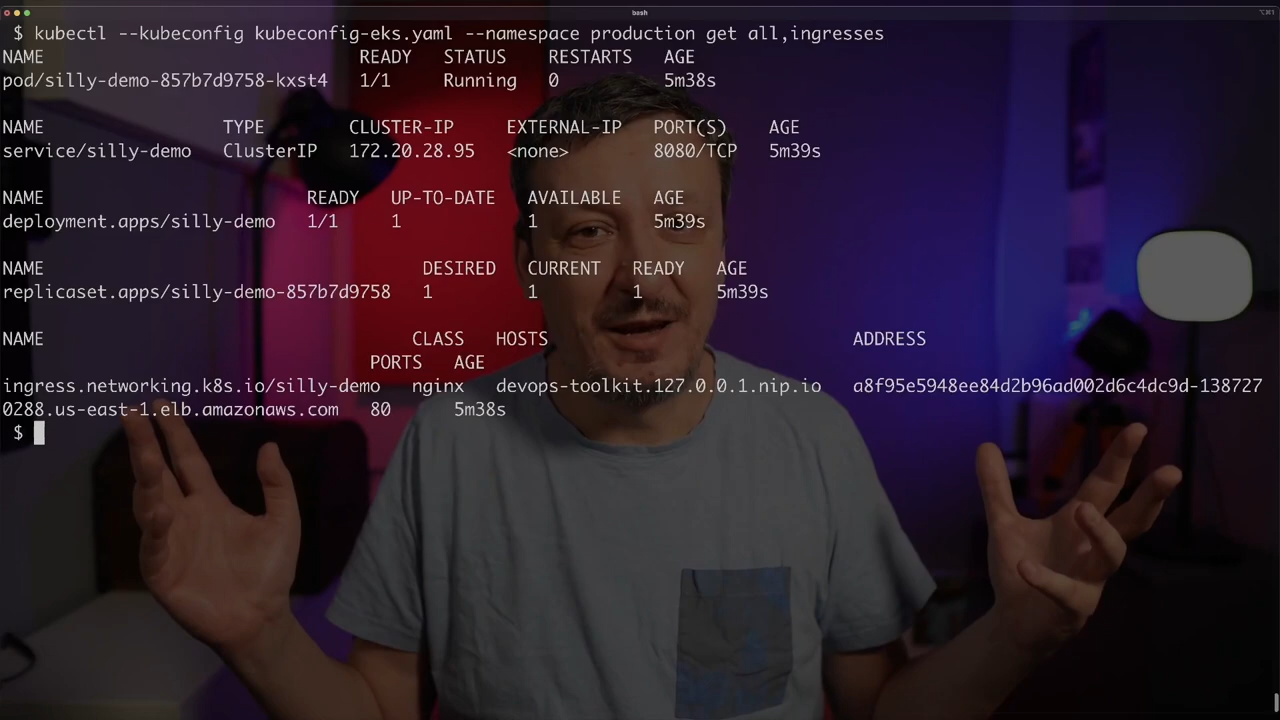 bash
⌥⌘1
$ kubectl --kubeconfig kubeconfig-eks.yaml --namespace production get all,ingresses
NAME READY STATUS RESTARTS AGE
pod/silly-demo-857b7d9758-kxst4 1/1 Running 0 5m38s
NAME TYPE CLUSTER-IP EXTERNAL-IP PORT(S) AGE
service/silly-demo ClusterIP 172.20.28.95 <none> 8080/TCP 5m39s
NAME READY UP-TO-DATE AVAILABLE AGE
deployment.apps/silly-demo 1/1 1 1 5m39s
NAME DESIRED CURRENT READY AGE
replicaset.apps/silly-demo-857b7d9758 1 1 1 5m39s
NAME CLASS HOSTS ADDRESS
PORTS AGE
ingress.networking.k8s.io/silly-demo nginx devops-toolkit.127.0.0.1.nip.io a8f95e5948ee84d2b96ad002d6c4dc9d-138727
0288.us-east-1.elb.amazonaws.com 80 5m38s
$